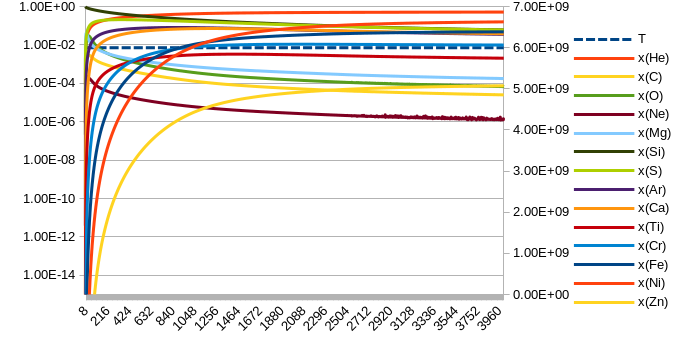 1.00E+00
1.00E-02
1.00E-04
1.00E-06
1.00E-08
1.00E-10
1.00E-12
1.00E-14
7.00E+09
6.00E+09
5.00E+09
4.00E+09
3.00E+09
2.00E+09
1.00E+09
0.00E+00
8 216 424 632 840 1048 1256 1464 1672 1880 2088 2296 2504 2712 2920 3128 3336 3544 3752 3960
T
x(He)
x(C)
x(O)
x(Ne)
x(Mg)
x(Si)
x(S)
x(Ar)
x(Ca)
x(Ti)
x(Cr)
x(Fe)
x(Ni)
x(Zn)